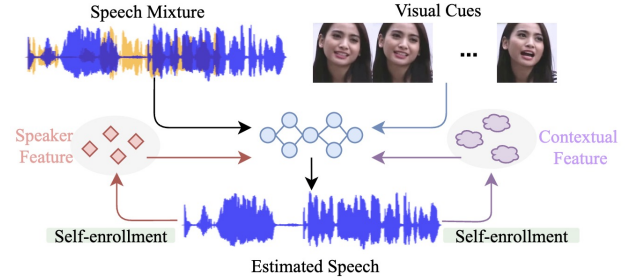 Speech Mixture
Visual Cues
...
Speaker
Feature
Contextual
Feature
Self-enrollment
Self-enrollment
Estimated Speech